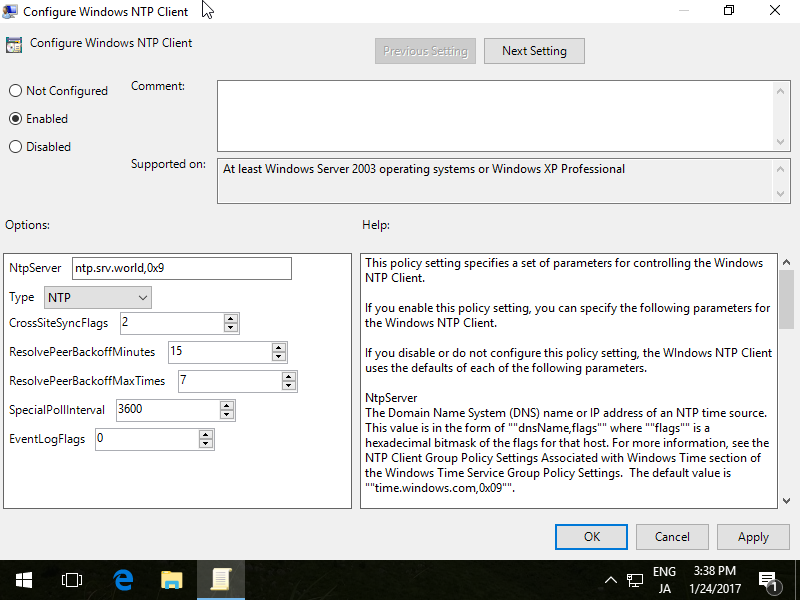 Configure Windows NTP Client
Configure Windows NTP Client
Previous Setting
Next Setting
Not Configured
Enabled
Disabled
Comment:
Supported on:
At least Windows Server 2003 operating systems or Windows XP Professional
Options:
Help:
NtpServer
ntp.srv.world,0x9
Type
NTP
CrossSiteSyncFlags
2
ResolvePeerBackoffMinutes
15
ResolvePeerBackoffMaxTimes
7
SpecialPollInterval
3600
EventLogFlags
0
This policy setting specifies a set of parameters for controlling the Windows
NTP Client.
If you enable this policy setting, you can specify the following parameters for
the Windows NTP Client.
If you disable or do not configure this policy setting, the WIndows NTP Client
uses the defaults of each of the following parameters.
NtpServer
The Domain Name System (DNS) name or IP address of an NTP time source.
This value is in the form of ""dnsName,flags"" where ""flags"" is a
hexadecimal bitmask of the flags for that host. For more information, see the
NTP Client Group Policy Settings Associated with Windows Time section of
the Windows Time Service Group Policy Settings.  The default value is
""time.windows.com,0x09"".
OK
Cancel
Apply
ENG
JA
3:38 PM
1/24/2017
1